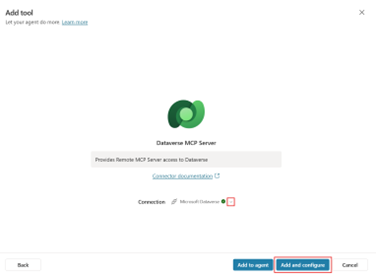 Add tool
Let your agent do more. Learn more
Dataverse MCP Server
Provides Remote MCP Server access to Dataverse
Connector documentation
Connection Microsoft Dataverse
Back Add to agent Add and configure Cancel